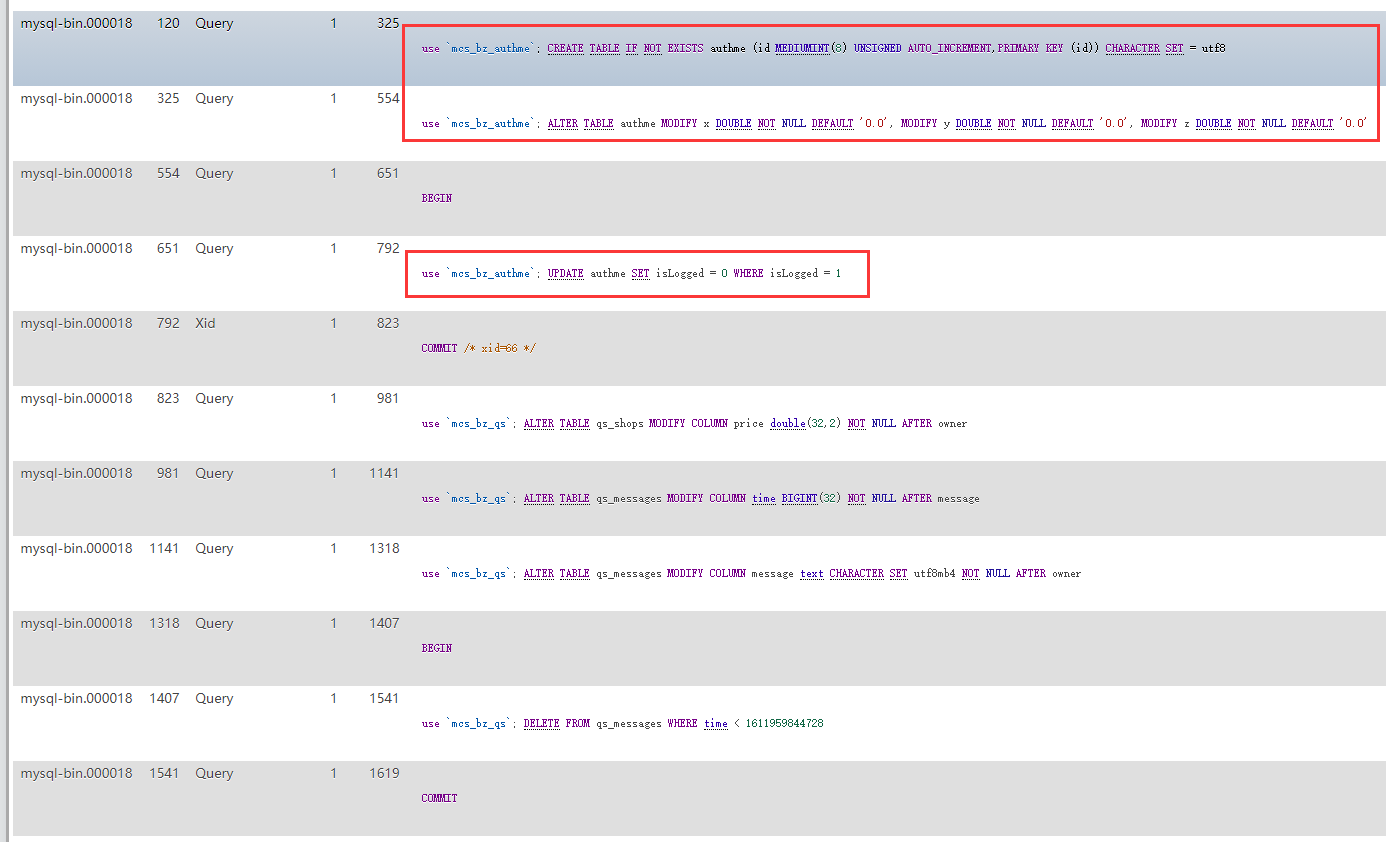 mysql-bin.000018 120 Query 1 325
use `mcs_bz_authme`; CREATE TABLE IF NOT EXISTS authme (id MEDIUMINT(8) UNSIGNED AUTO_INCREMENT,PRIMARY KEY (id)) CHARACTER SET = utf8
mysql-bin.000018 325 Query 1 554
use `mcs_bz_authme`; ALTER TABLE authme MODIFY x DOUBLE NOT NULL DEFAULT '0.0', MODIFY y DOUBLE NOT NULL DEFAULT '0.0', MODIFY z DOUBLE NOT NULL DEFAULT '0.0'
mysql-bin.000018 554 Query 1 651
BEGIN
mysql-bin.000018 651 Query 1 792
use `mcs_bz_authme`; UPDATE authme SET isLogged = 0 WHERE isLogged = 1
mysql-bin.000018 792 Xid 1 823
COMMIT /* xid=66 */
mysql-bin.000018 823 Query 1 981
use `mcs_bz_qs`; ALTER TABLE qs_shops MODIFY COLUMN price double(32,2) NOT NULL AFTER owner
mysql-bin.000018 981 Query 1 1141
use `mcs_bz_qs`; ALTER TABLE qs_messages MODIFY COLUMN time BIGINT(32) NOT NULL AFTER message
mysql-bin.000018 1141 Query 1 1318
use `mcs_bz_qs`; ALTER TABLE qs_messages MODIFY COLUMN message text CHARACTER SET utf8mb4 NOT NULL AFTER owner
mysql-bin.000018 1318 Query 1 1407
BEGIN
mysql-bin.000018 1407 Query 1 1541
use `mcs_bz_qs`; DELETE FROM qs_messages WHERE time < 1611959844728
mysql-bin.000018 1541 Query 1 1619
COMMIT